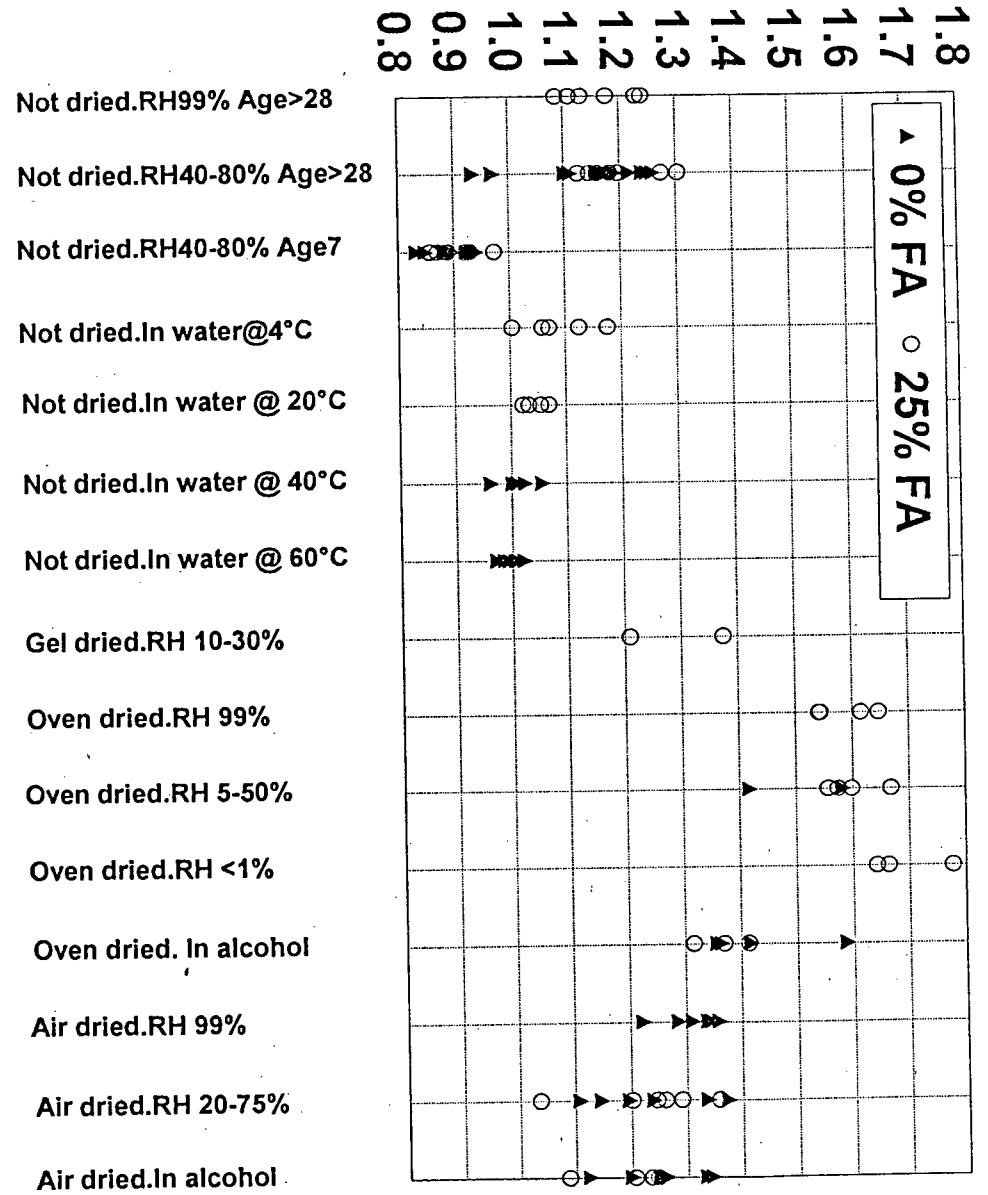 0.8
0.9
1.0
1.1
1.2
1.3
1.4
1.5
1.6
1.7
1.8
0% FA 25% FA
Not dried.RH99% Age>28
Not dried.RH40-80% Age>28
Not dried.RH40-80% Age7
Not dried.In water@4°C
Not dried.In water @ 20°C
Not dried.In water @ 40°C
Not dried.In water @ 60°C
Gel dried.RH 10-30%
Oven dried.RH 99%
Oven dried.RH 5-50%
Oven dried.RH <1%
Oven dried. In alcohol
Air dried.RH 99%
Air dried.RH 20-75%
Air dried.In alcohol